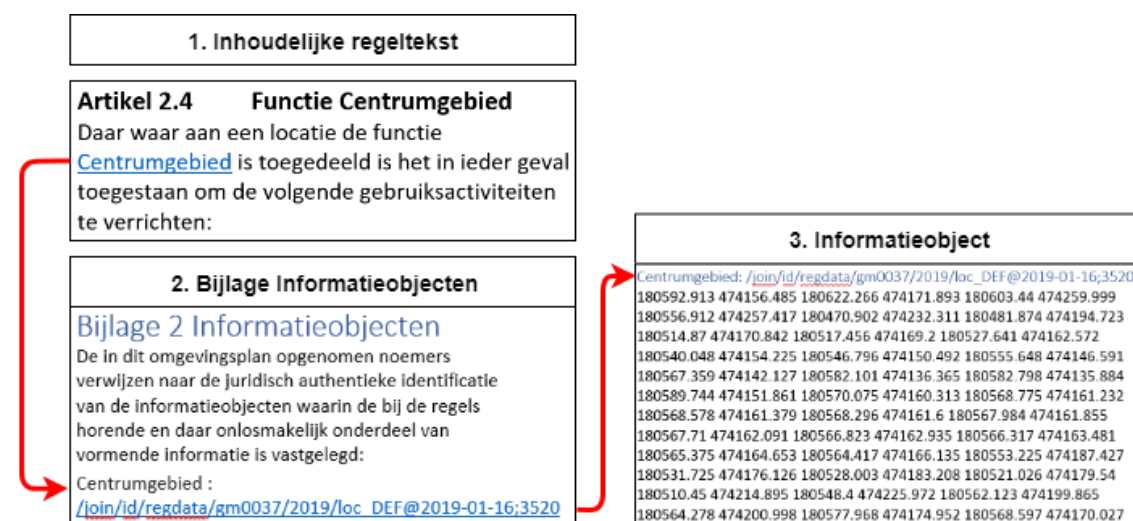 1. Inhoudelijke regeltekst
Artikel 2.4 Functie Centrumgebied
Daar waar aan een locatie de functie
Centrumgebied is toegedeeld is het in ieder geval
toegestaan om de volgende gebruiksactiviteiten
te verrichten:
2. Bijlage Informatieobjecten
Bijlage 2 Informatieobjecten
De in dit omgevingsplan opgenomen noemers
verwijzen naar de juridisch authentieke identificatie
van de informatieobjecten waarin de bij de regels
horende en daar onlosmakelijk onderdeel van
vormende informatie is vastgelegd:
Centrumgebied :
/join/id/regdata/gm0037/2019/loc_DEF@2019-01-16;3520
3. Informatieobject
Centrumgebied: /join/id/regdata/gm0037/2019/loc_DEF@2019-01-16;3520
180592.913 474156.485 180622.266 474171.893 180603.44 474259.999
180556.912 474257.417 180470.902 474232.311 180481.874 474194.723
180514.87 474170.842 180517.456 474169.2 180527.641 474162.572
180540.048 474154.225 180546.796 474150.492 180555.648 474146.591
180567.359 474142.127 180582.101 474136.365 180582.798 474135.884
180589.744 474151.861 180570.075 474160.313 180568.775 474161.232
180568.578 474161.379 180568.296 474161.6 180567.984 474161.855
180567.71 474162.091 180566.823 474162.935 180566.317 474163.481
180565.375 474164.653 180564.417 474166.135 180553.225 474187.427
180531.725 474176.126 180528.003 474183.208 180521.026 474179.54
180510.45 474214.895 180548.4 474225.972 180562.123 474199.865
180564.278 474200.998 180577.968 474174.952 180568.597 474170.027